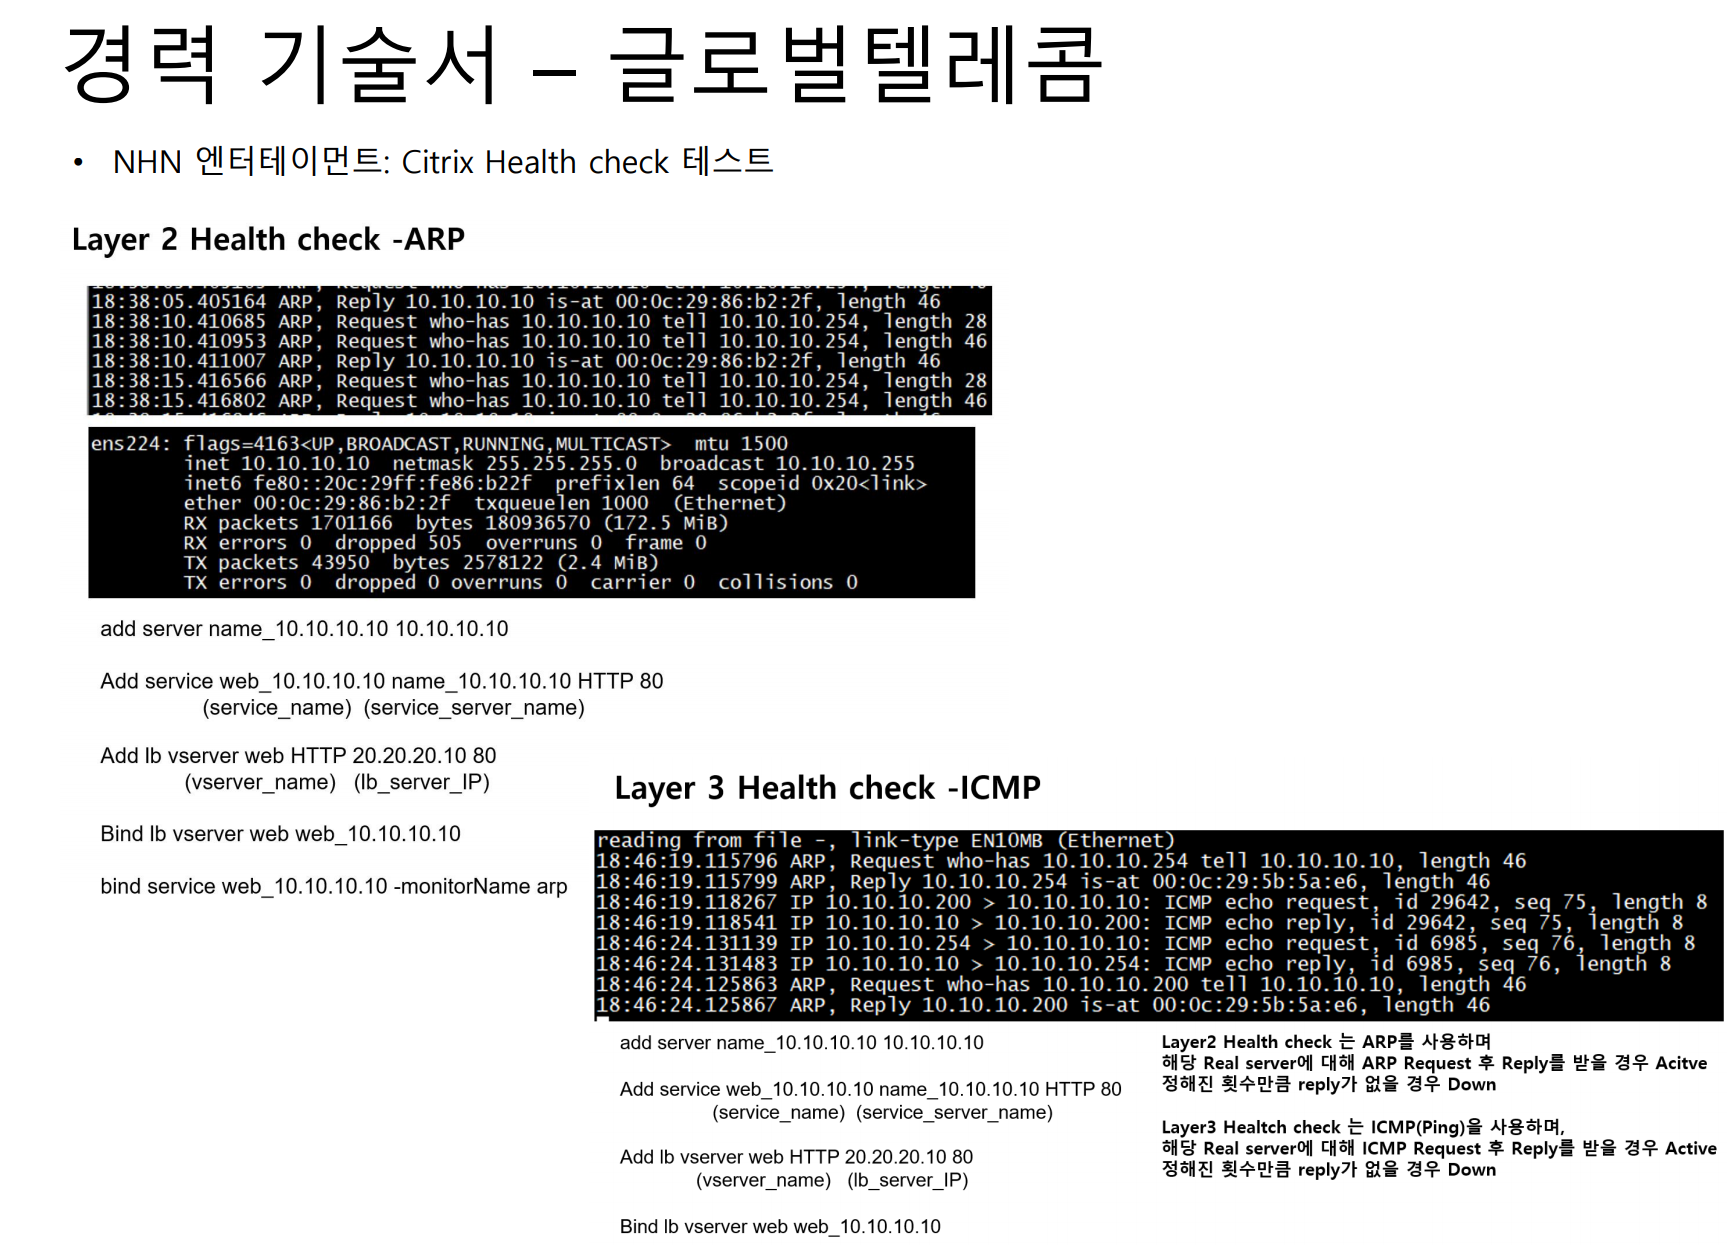 경력 기술서 – 글로벌텔레콤
• NHN 엔터테이먼트: Citrix Health check 테스트
Layer 2 Health check -ARP
18:38:05.405164 ARP, Reply 10.10.10.10 is-at 00:0c:29:86:b2:2f, length 46
18:38:10.410685 ARP, Request who-has 10.10.10.10 tell 10.10.10.254, length 28
18:38:10.410953 ARP, Request who-has 10.10.10.10 tell 10.10.10.254, length 46
18:38:10.411007 ARP, Reply 10.10.10.10 is-at 00:0c:29:86:b2:2f, length 46
18:38:15.416566 ARP, Request who-has 10.10.10.10 tell 10.10.10.254, length 28
18:38:15.416802 ARP, Request who-has 10.10.10.10 tell 10.10.10.254, length 46
ens224: flags=4163<UP,BROADCAST,RUNNING,MULTICAST> mtu 1500
inet 10.10.10.10 netmask 255.255.255.0 broadcast 10.10.10.255
inet6 fe80::20c:29ff:fe86:b22f prefixlen 64 scopeid 0x20<link>
ether 00:0c:29:86:b2:2f txqueuelen 1000 (Ethernet)
RX packets 1701166 bytes 180936570 (172.5 MiB)
RX errors 0 dropped 505 overruns 0 frame 0
TX packets 43950 bytes 2578122 (2.4 MiB)
TX errors 0 dropped 0 overruns 0 carrier 0 collisions 0
add server name_10.10.10.10 10.10.10.10
Add service web_10.10.10.10 name_10.10.10.10 HTTP 80
(service_name) (service_server_name)
Add lb vserver web HTTP 20.20.20.10 80
(vserver_name) (lb_server_IP)
Bind lb vserver web web_10.10.10.10
bind service web_10.10.10.10 -monitorName arp
Layer 3 Health check -ICMP
reading from file -, link-type EN10MB (Ethernet)
18:46:19.115796 ARP, Request who-has 10.10.10.254 tell 10.10.10.10, length 46
18:46:19.115799 ARP, Reply 10.10.10.254 is-at 00:0c:29:5b:5a:e6, length 46
18:46:19.118267 IP 10.10.10.200 > 10.10.10.10: ICMP echo request, id 29642, seq 75, length 8
18:46:19.118541 IP 10.10.10.10 > 10.10.10.200: ICMP echo reply, id 29642, seq 75, length 8
18:46:24.131139 IP 10.10.10.254 > 10.10.10.10: ICMP echo request, id 6985, seq 76, length 8
18:46:24.131483 IP 10.10.10.10 > 10.10.10.254: ICMP echo reply, id 6985, seq 76, length 8
18:46:24.125863 ARP, Request who-has 10.10.10.200 tell 10.10.10.10, length 46
18:46:24.125867 ARP, Reply 10.10.10.200 is-at 00:0c:29:5b:5a:e6, length 46
add server name_10.10.10.10 10.10.10.10
Add service web_10.10.10.10 name_10.10.10.10 HTTP 80
(service_name) (service_server_name)
Add lb vserver web HTTP 20.20.20.10 80
(vserver_name) (lb_server_IP)
Bind lb vserver web web_10.10.10.10
Layer2 Health check 는 ARP를 사용하며
해당 Real server에 대해 ARP Request 후 Reply를 받을 경우 Acitve
정해진 횟수만큼 reply가 없을 경우 Down
Layer3 Healtch check 는 ICMP(Ping)을 사용하며,
해당 Real server에 대해 ICMP Request 후 Reply를 받을 경우 Active
정해진 횟수만큼 reply가 없을 경우 Down